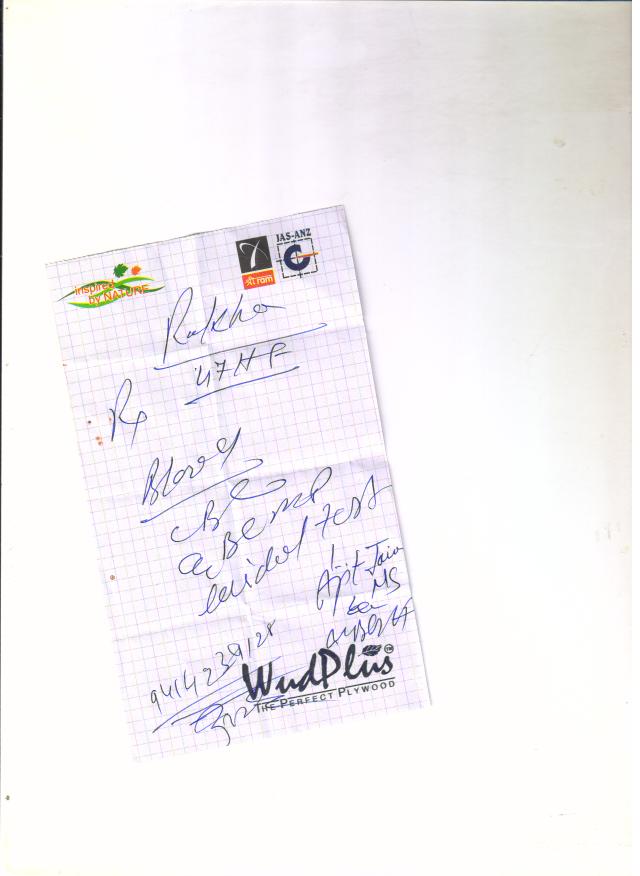 JAS-ANZ
inspired
by NATURE
श्री ram
Rekha
47 H F
Rx
Blood
CBC
widal test
Ajit Jain
MS
9414239128
WudPlus
THE PERFECT PLYWOOD